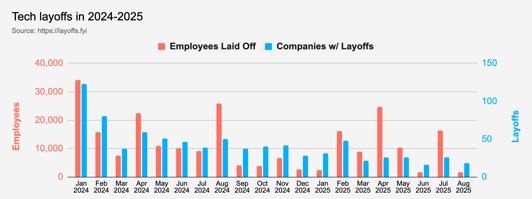 Tech layoffs in 2024-2025
Source: https://layoffs.fyi
Employees Laid Off Companies w/ Layoffs
40,000 150
30,000
100
20,000
50
10,000
0 0
Employees
Layoffs
Jan Feb Mar Apr May Jun Jul Aug Sep Oct Nov Dec Jan Feb Mar Apr May Jun Jul Aug
2024 2024 2024 2024 2024 2024 2024 2024 2024 2024 2024 2024 2025 2025 2025 2025 2025 2025 2025 2025